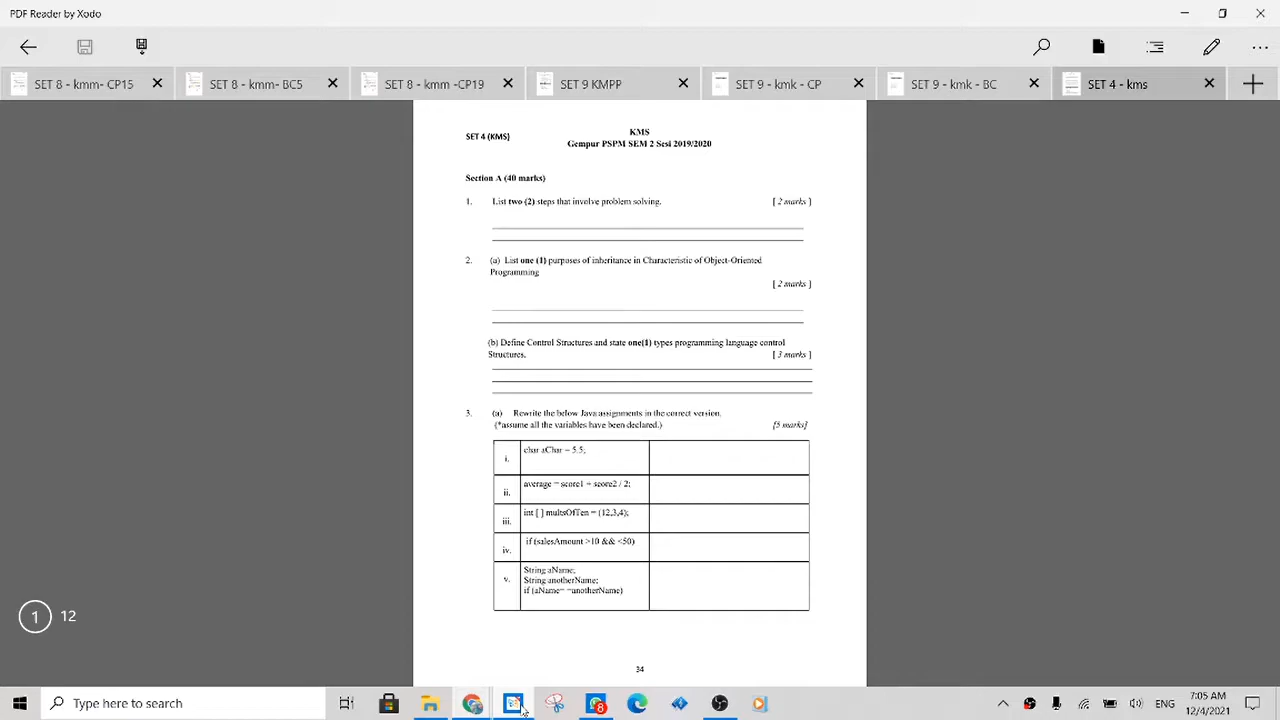 PDF Reader by Xodo
SET 8 - kmm- CP15
SET 8 - kmm- BC5
SET 8 - kmm -CP19
SET 9 KMPP
SET 9 - kmk - CP
SET 9 - kmk - BC
SET 4 - kms
SET 4 (KMS)
KMS
Gempur PSPM SEM 2 Sesi 2019/2020
Section A (40 marks)
1. List two (2) steps that involve problem solving. [ 2 marks ]
2. (a) List one (1) purposes of inheritance in Characteristic of Object-Oriented
Programming
[ 2 marks ]
(b) Define Control Structures and state one(1) types programming language control
Structures. [ 3 marks ]
3. (a) Rewrite the below Java assignments in the correct version.
(*assume all the variables have been declared.) [5 marks]
i. char aChar = 5.5;
ii. average = score1 + score2 / 2;
iii. int [ ] multsOfTen = (12,3,4);
iv. if (salesAmount >10 && <50)
v. String aName;
String anotherName;
if (aName= =anotherName)
34
1 12
Type here to search
8
ENG
7:05 AM
12/4/2021